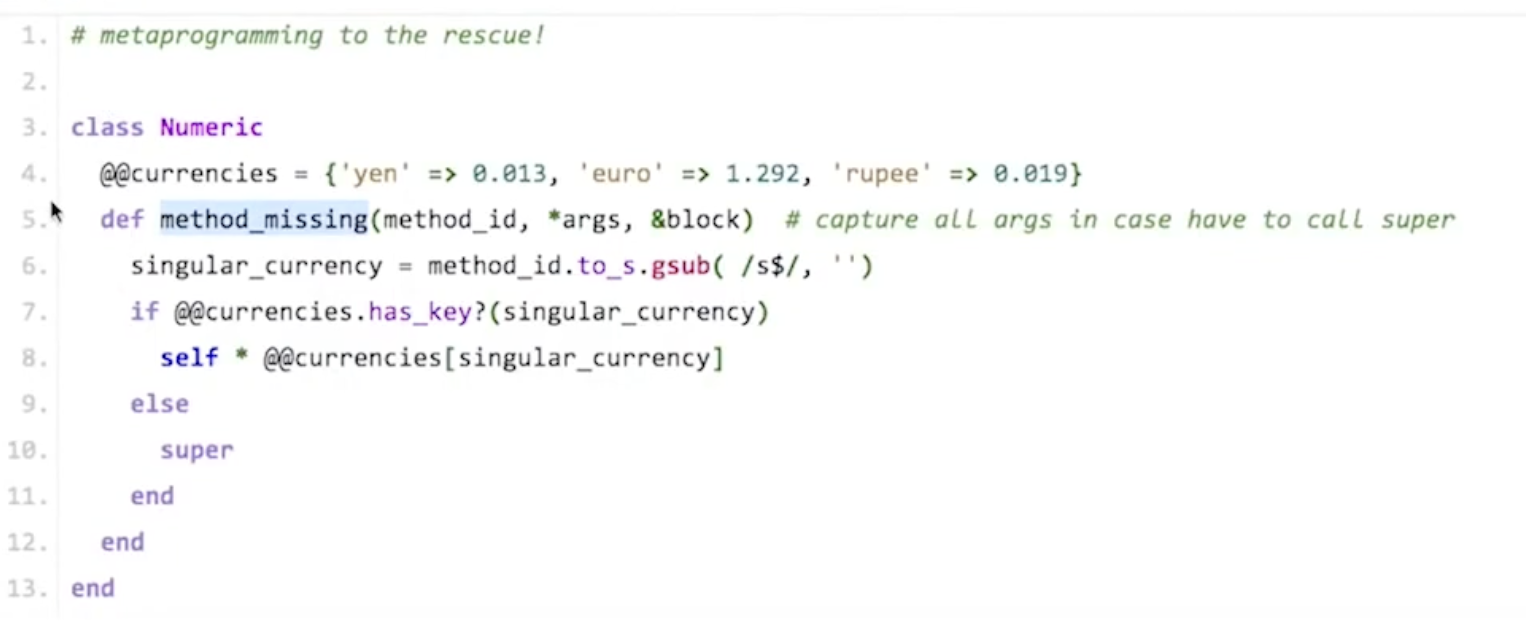 1. # metaprogramming to the rescue!
2.
3. class Numeric
4.   @@currencies = {'yen' => 0.013, 'euro' => 1.292, 'rupee' => 0.019}
5.   def method_missing(method_id, *args, &block)  # capture all args in case have to call super
6.     singular_currency = method_id.to_s.gsub( /s$/, '')
7.     if @@currencies.has_key?(singular_currency)
8.       self * @@currencies[singular_currency]
9.     else
10.       super
11.     end
12.   end
13. end